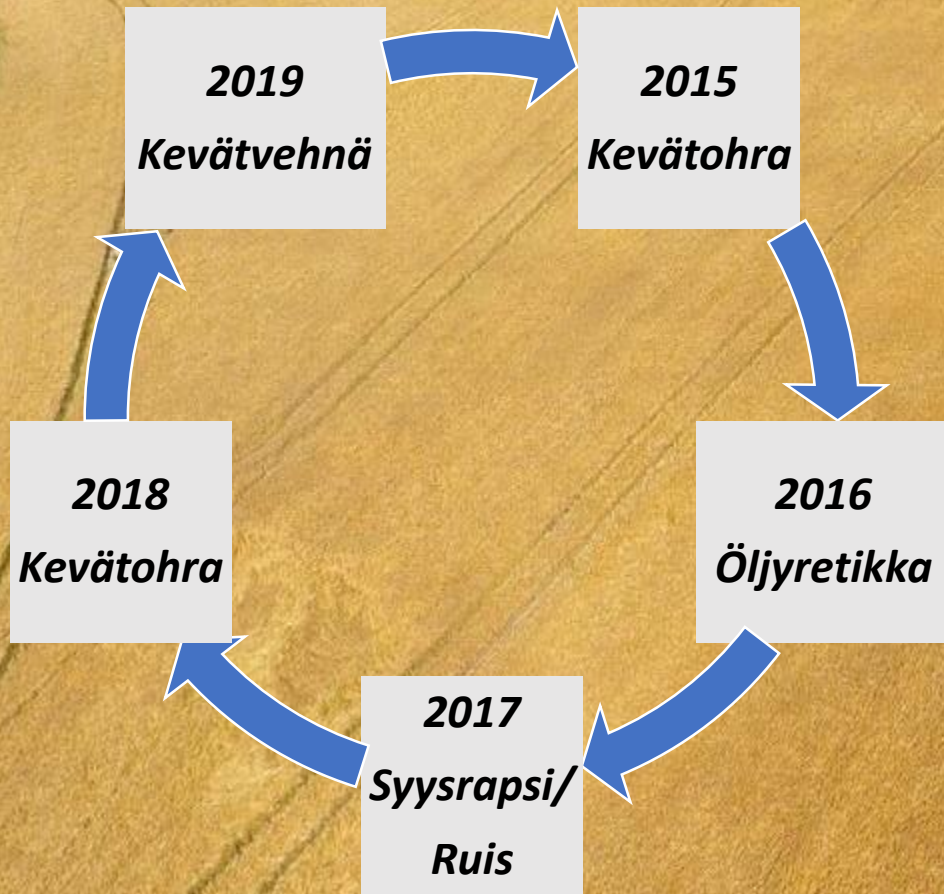 2019
Kevätvehnä
2015
Kevätohra
2016
Öljyretikka
2017
Syysrapsi/
Ruis
2018
Kevätohra